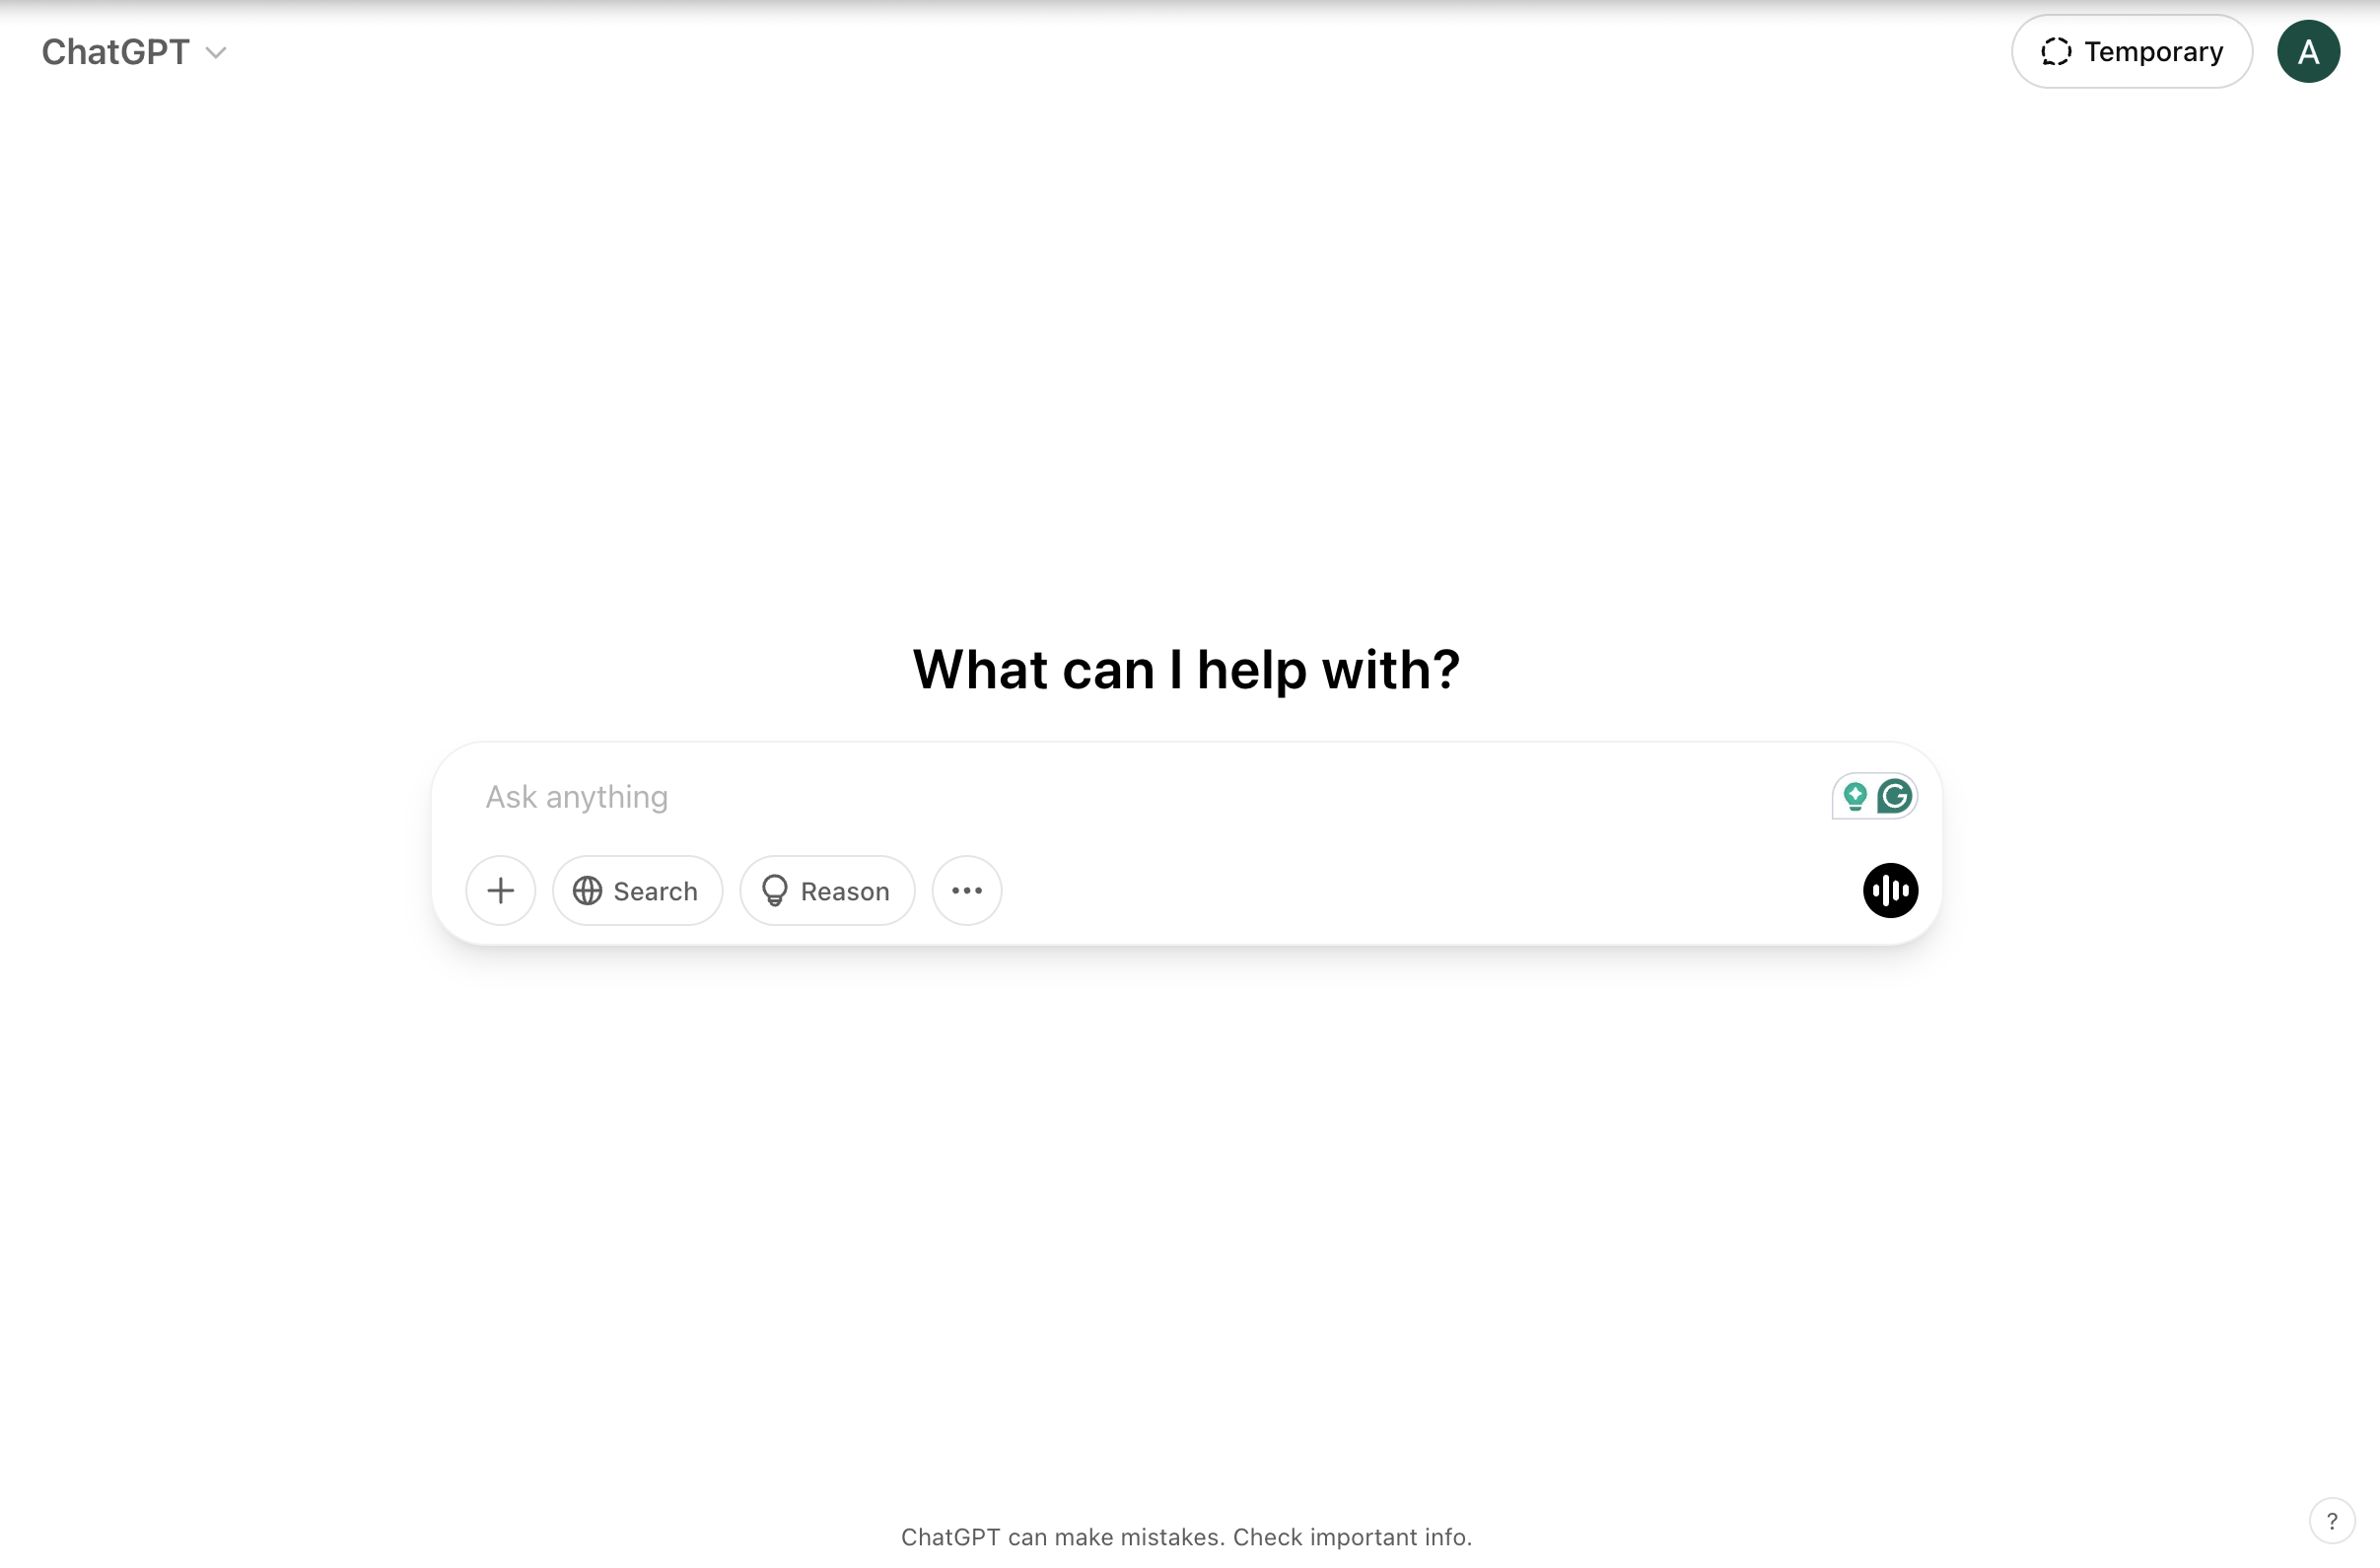 ChatGPT
Temporary
A
What can I help with?
Ask anything
Search
Reason
ChatGPT can make mistakes. Check important info.
?